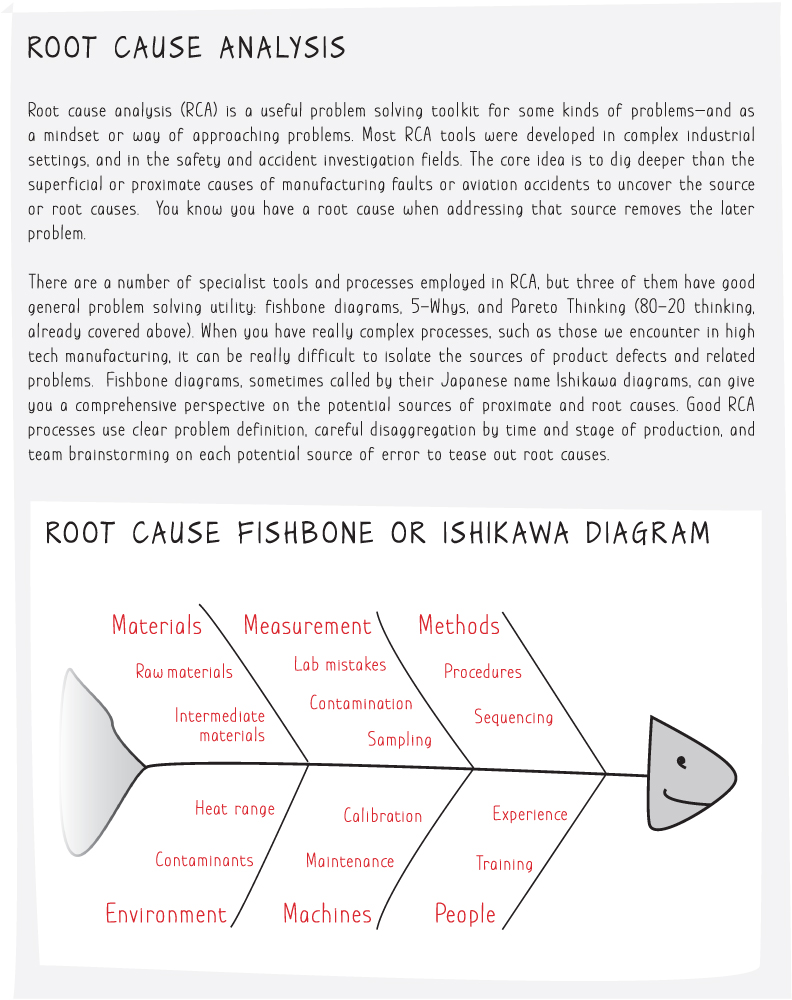 ROOT CAUSE ANALYSIS
Root cause analysis (RCA) is a useful problem solving toolkit for some kinds of problems—and as
a mindset or way of approaching problems. Most RCA tools were developed in complex industrial
settings, and in the safety and accident investigation fields. The core idea is to dig deeper than the
superficial or proximate causes of manufacturing faults or aviation accidents to uncover the source
or root causes. You know you have a root cause when addressing that source removes the later
problem.
There are a number of specialist tools and processes employed in RCA, but three of them have good
general problem solving utility: fishbone diagrams, 5–Whys, and Pareto Thinking (80–20 thinking,
already covered above). When you have really complex processes, such as those we encounter in high
tech manufacturing, it can be really difficult to isolate the sources of product defects and related
problems. Fishbone diagrams, sometimes called by their Japanese name Ishikawa diagrams, can give
you a comprehensive perspective on the potential sources of proximate and root causes. Good RCA
processes use clear problem definition, careful disaggregation by time and stage of production, and
team brainstorming on each potential source of error to tease out root causes.
ROOT CAUSE FISHBONE OR ISHIKAWA DIAGRAM
Materials
Raw materials
Intermediate
materials
Measurement
Lab mistakes
Contamination
Sampling
Methods
Procedures
Sequencing
Heat range
Contaminants
Environment
Calibration
Maintenance
Machines
Experience
Training
People